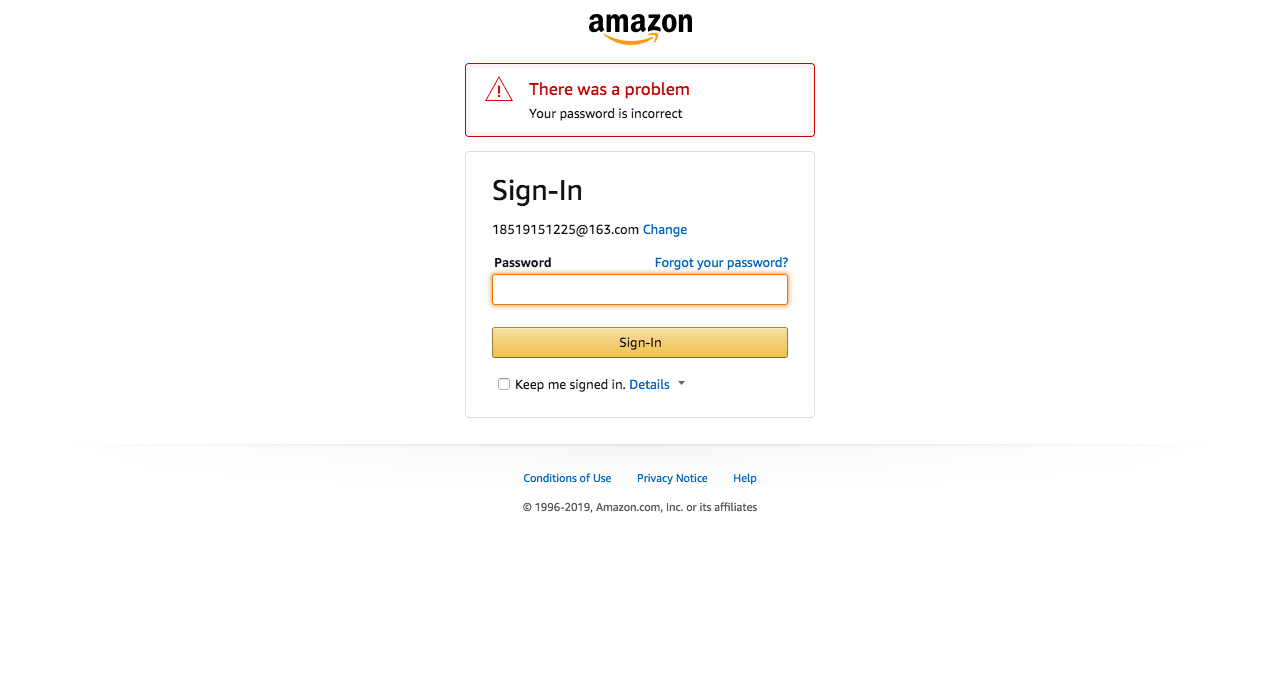 amazon
There was a problem
Your password is incorrect
Sign-In
18519151225@163.com Change
Password Forgot your password?
Sign-In
Keep me signed in. Details
Conditions of Use Privacy Notice Help
© 1996-2019, Amazon.com, Inc. or its affiliates